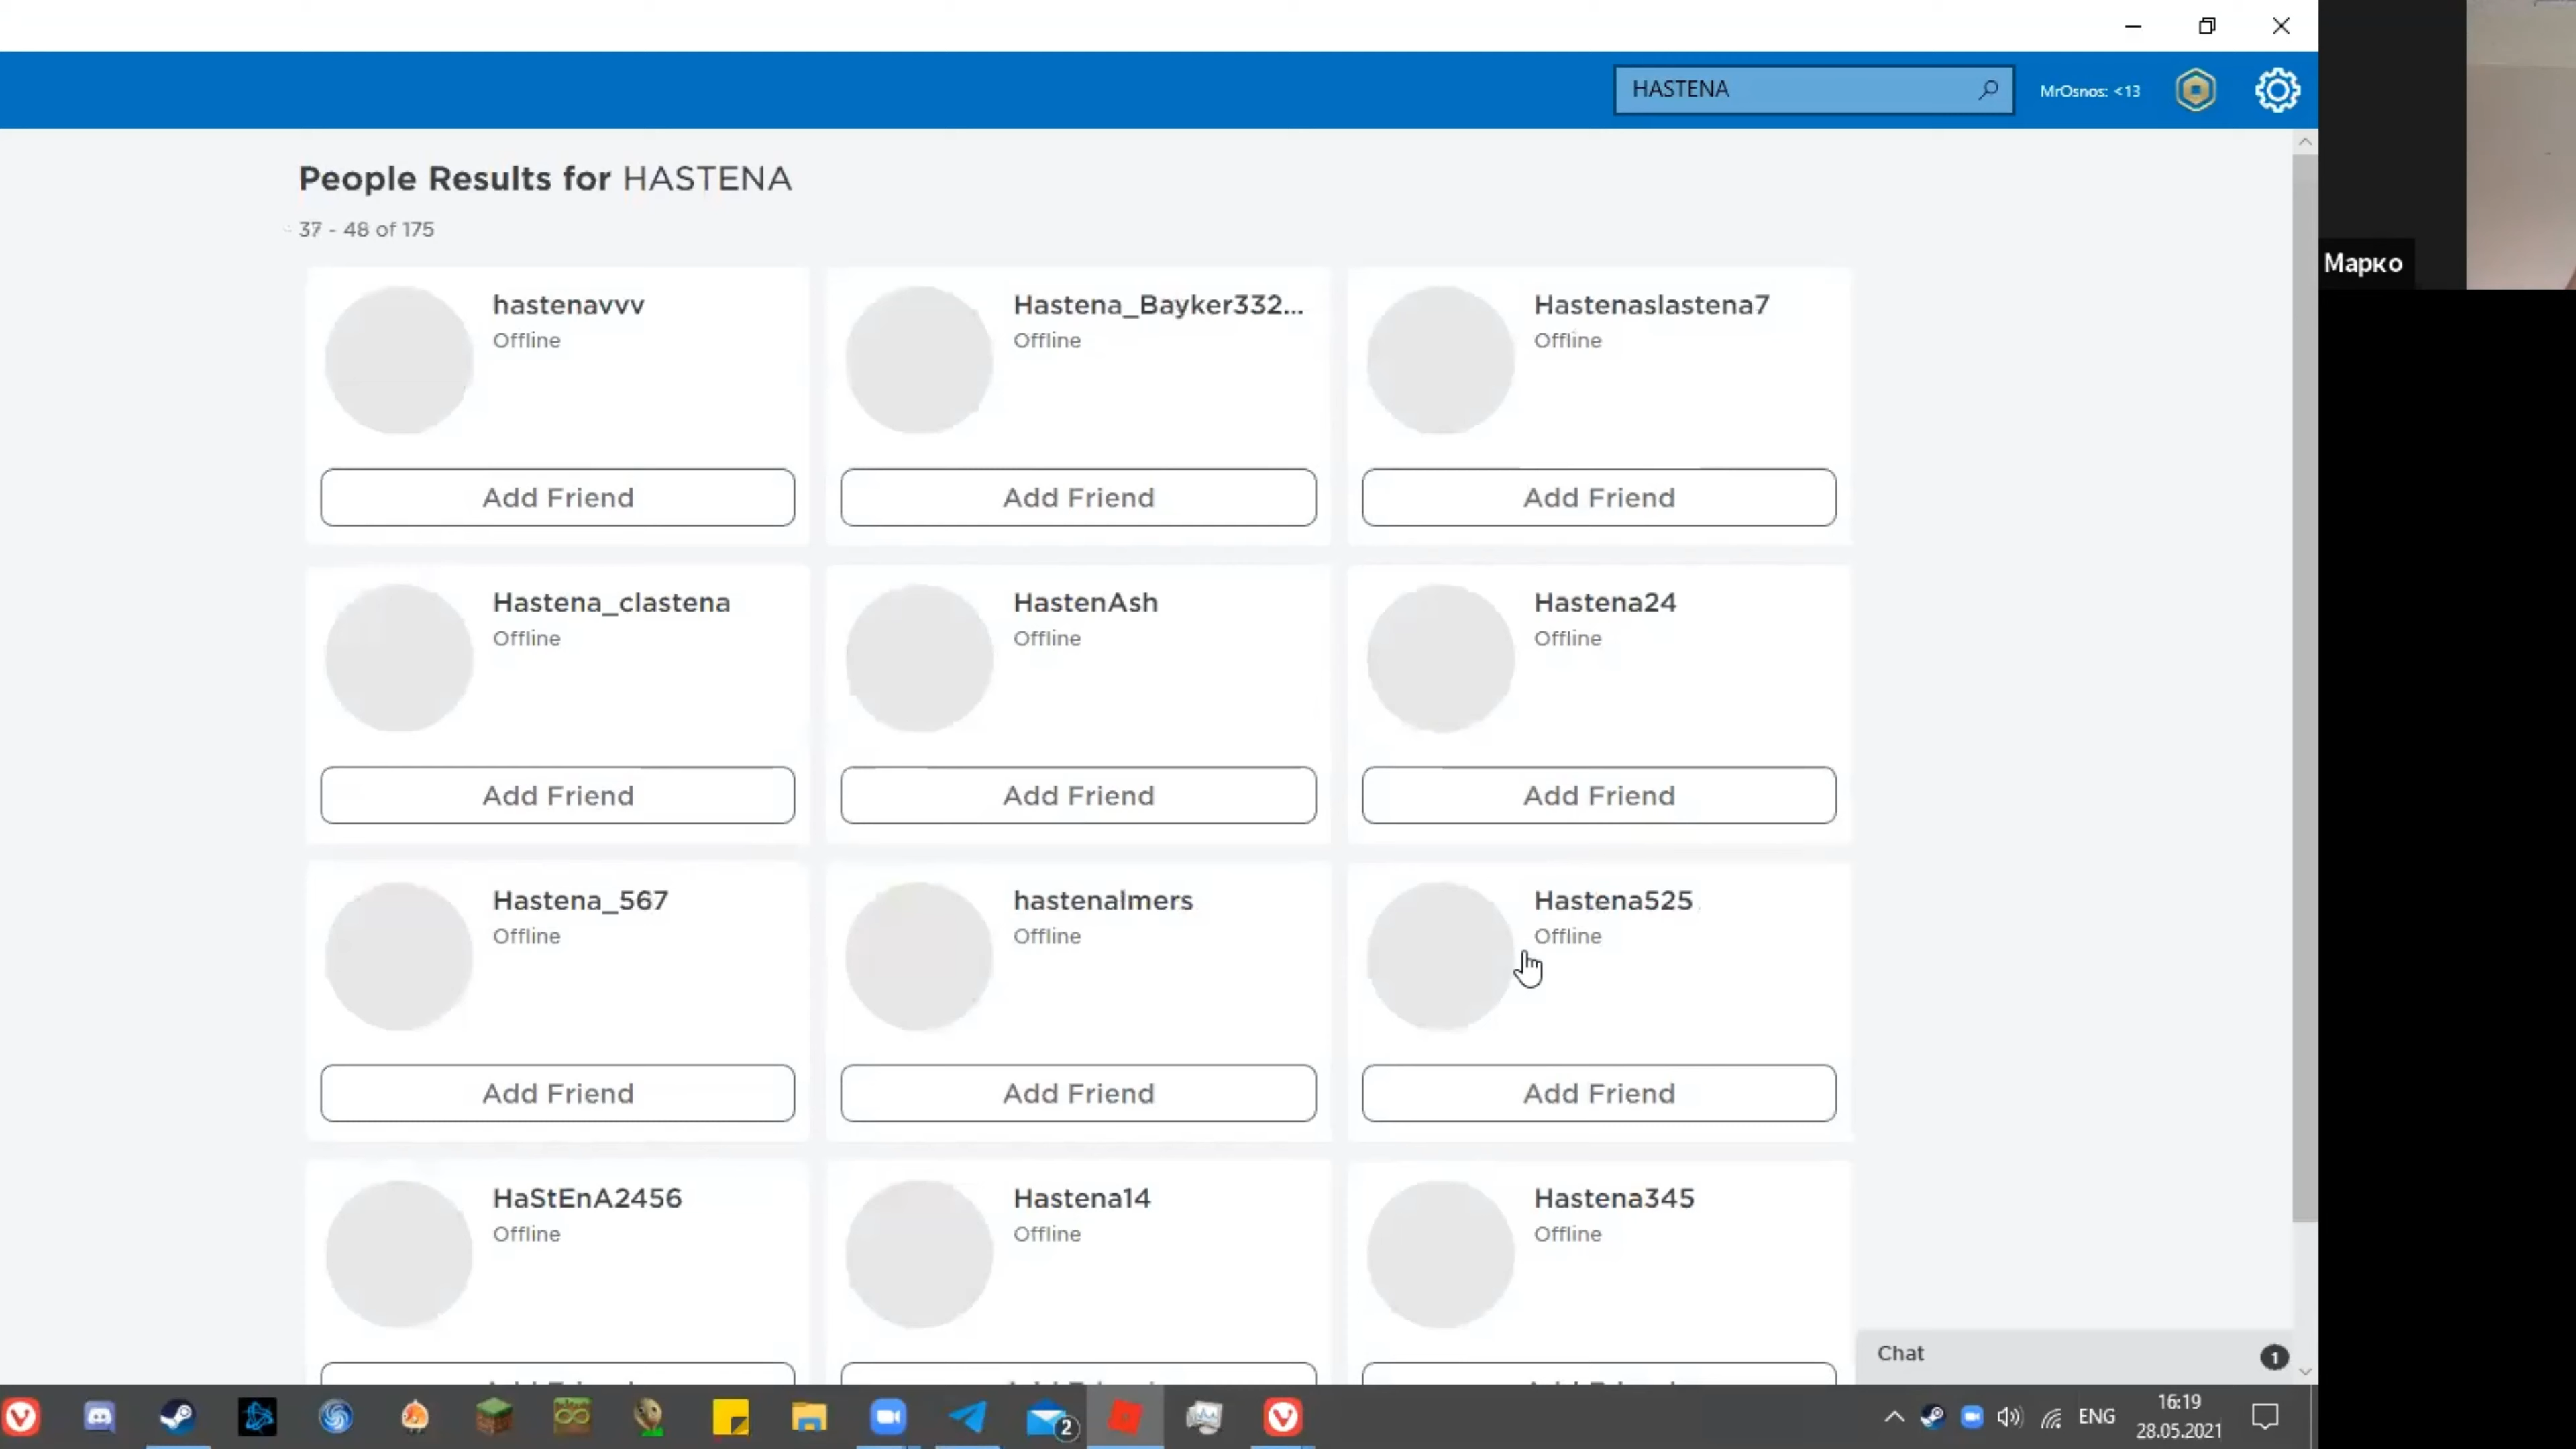 HASTENA
MrOsnos: <13
People Results for HASTENA
37 - 48 of 175
hastenavvv
Offline
Add Friend
Hastena_Bayker332...
Offline
Add Friend
Hastenaslastena7
Offline
Add Friend
Hastena_clastena
Offline
Add Friend
HastenAsh
Offline
Add Friend
Hastena24
Offline
Add Friend
Hastena_567
Offline
Add Friend
hastenalmers
Offline
Add Friend
Hastena525
Offline
Add Friend
HaStEnA2456
Offline
Hastena14
Offline
Hastena345
Offline
Chat
1
Марко
2
ENG
16:19
28.05.2021